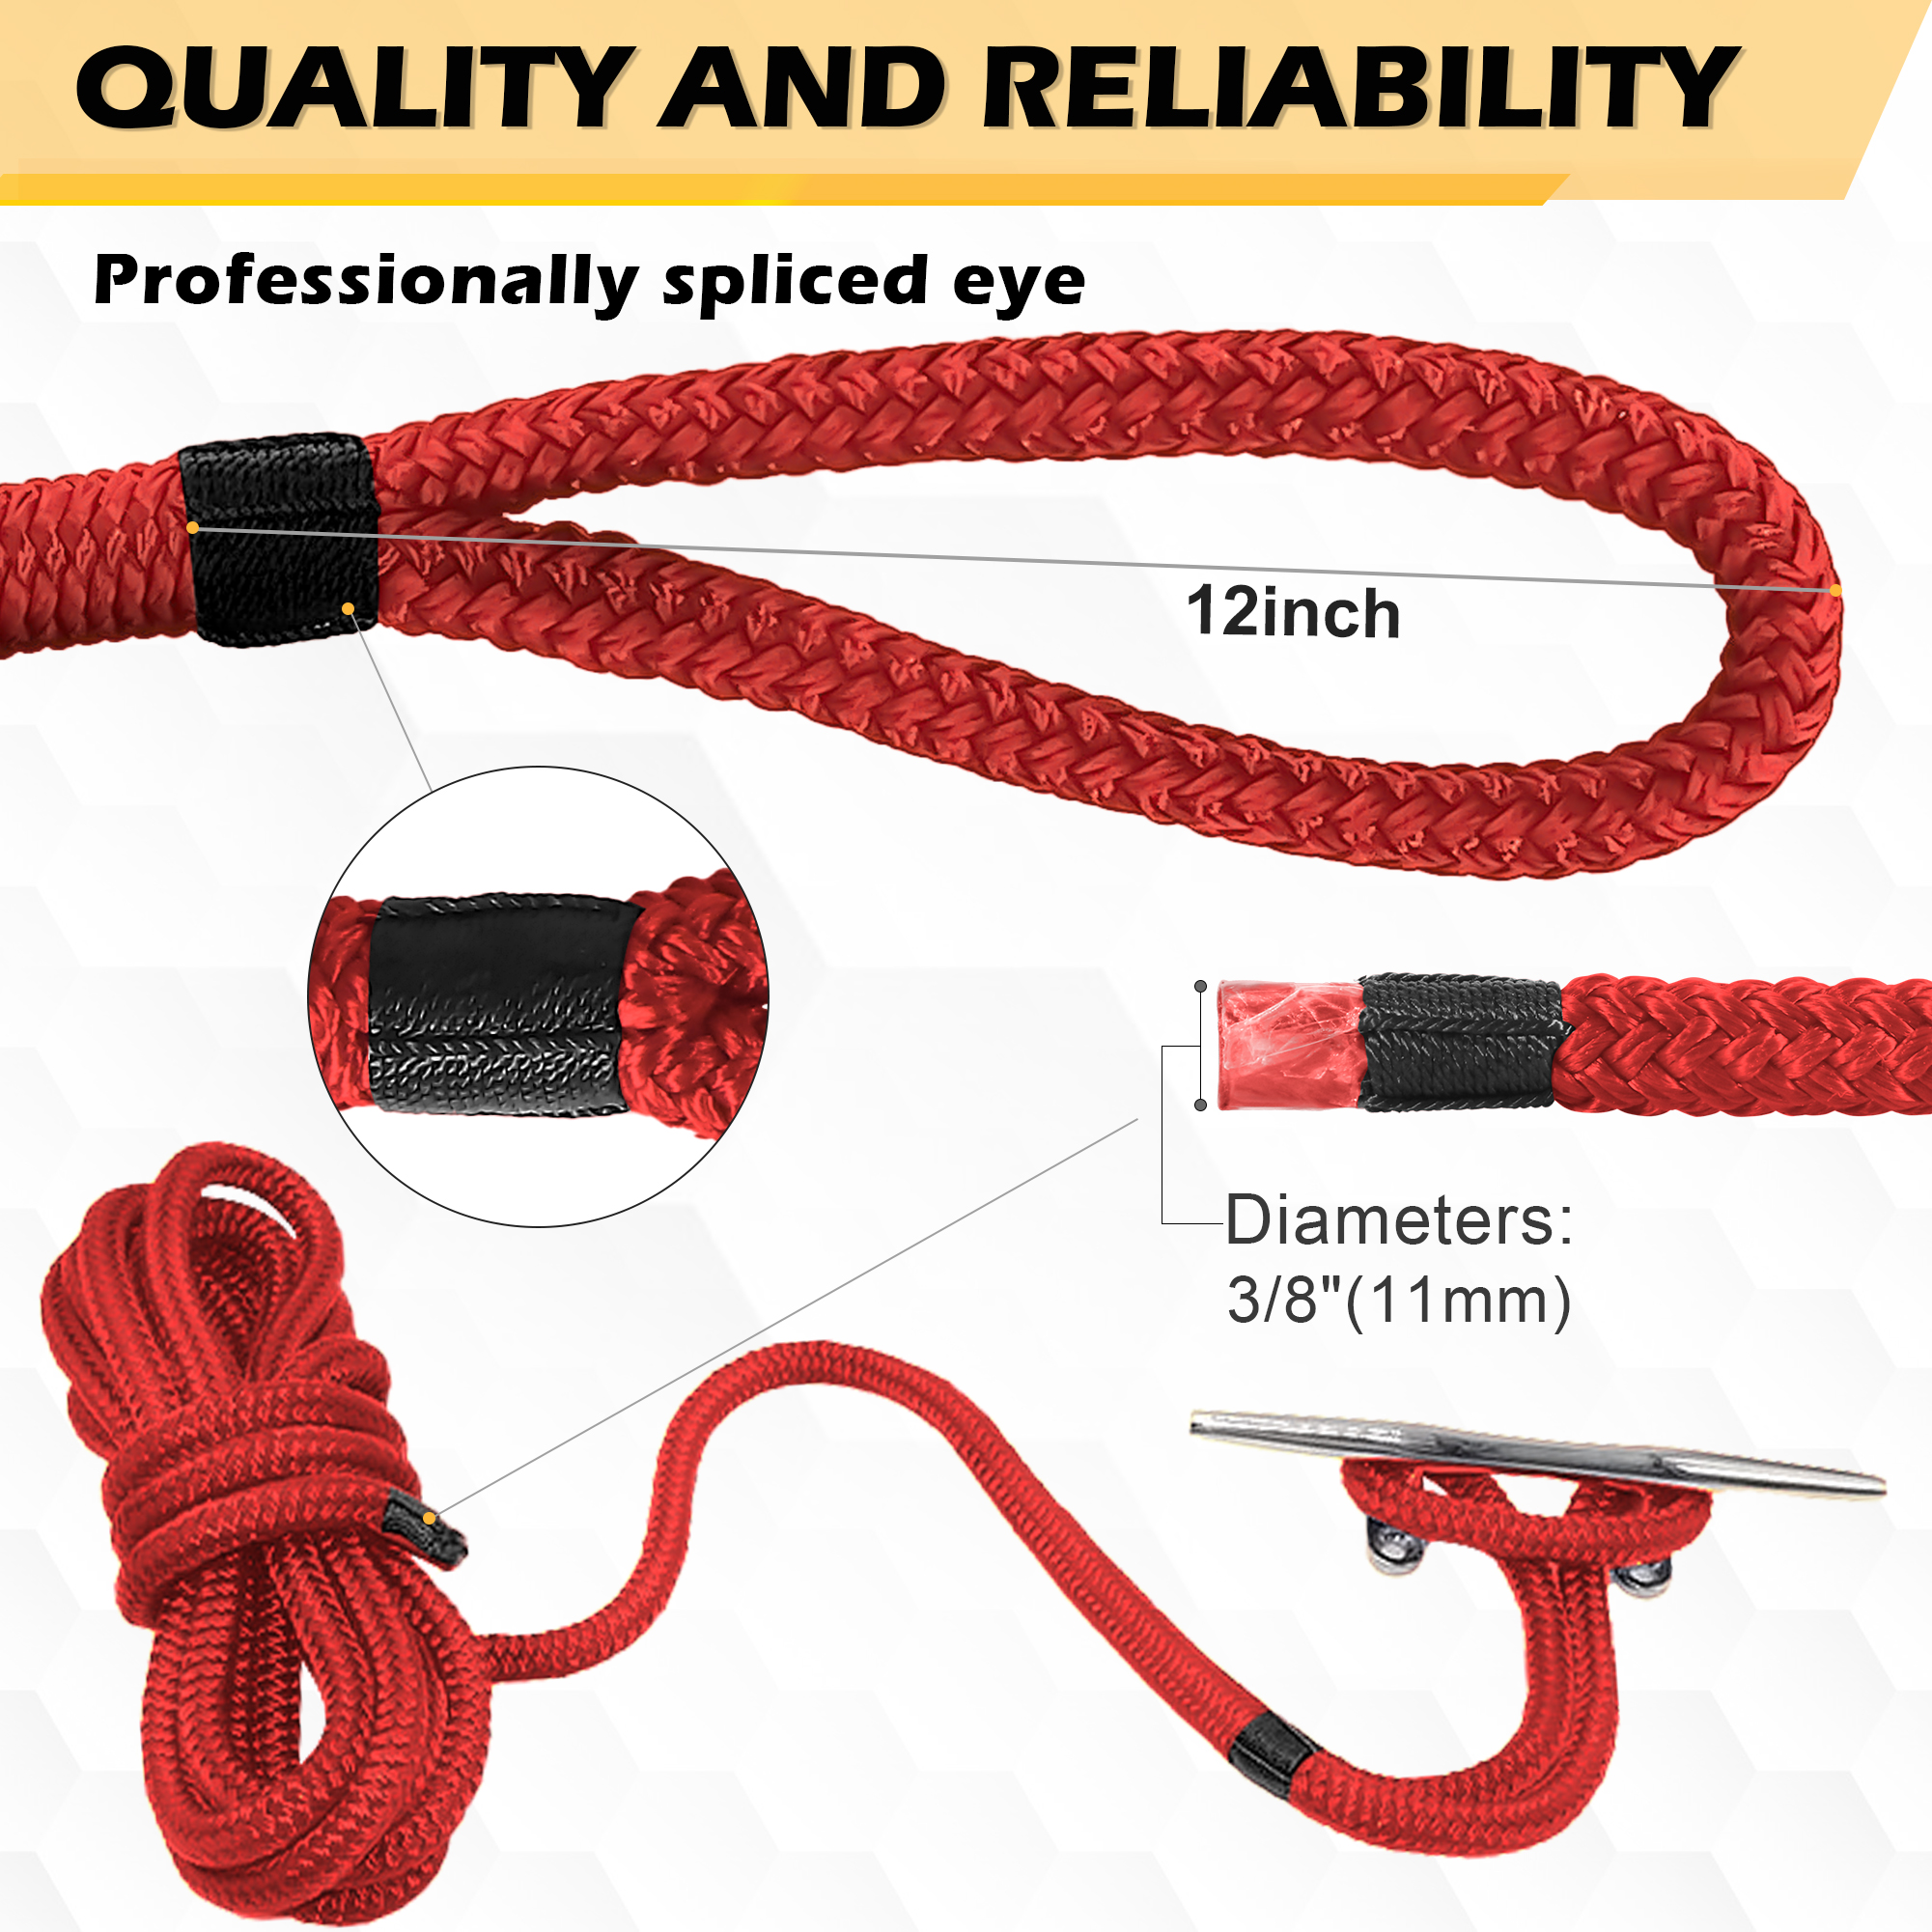 QUALITY AND RELIABILITY
Professionally spliced eye
12inch
Diameters:
3/8"(11mm)